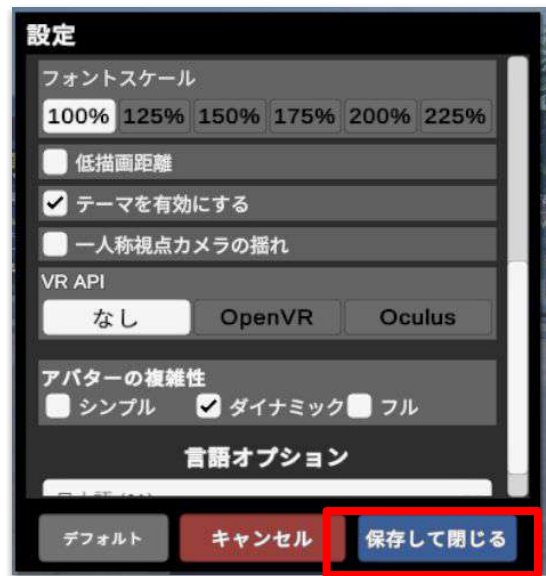 設定
フォントスケール
100% 125% 150% 175% 200% 225%
低描画距離
テーマを有効にする
一人称視点カメラの揺れ
VR API
なし OpenVR Oculus
アバターの複雑性
シンプル ダイナミック フル
言語オプション
デフォルト キャンセル 保存して閉じる